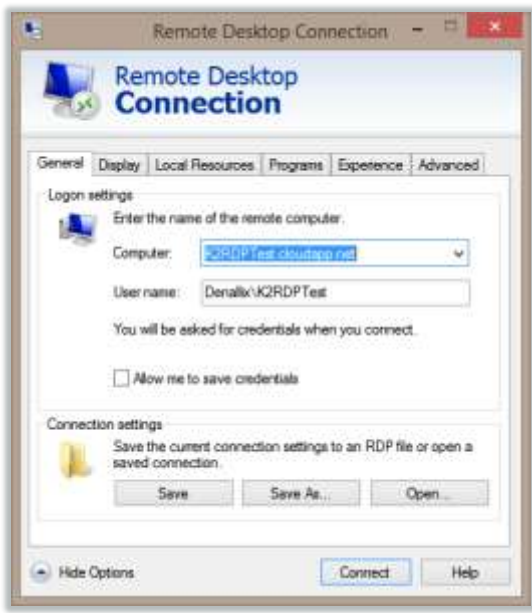 Remote Desktop Connection
Remote Desktop
Connection
General Display Local Resources Programs Experience Advanced
Logon settings
Enter the name of the remote computer.
Computer: K2RDPTest.cloudapp.net
User name: Denallix\K2RDPTest
You will be asked for credentials when you connect.
Allow me to save credentials
Connection settings
Save the current connection settings to an RDP file or open a
saved connection.
Save Save As... Open...
Hide Options Connect Help